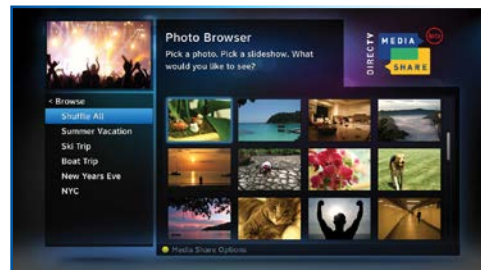 Photo Browser
Pick a photo. Pick a slideshow. What
would you like to see?
DIRECTV
MEDIA
SHARE
< Browse
Shuffle All
Summer Vacation
Ski Trip
Boat Trip
New Years Eve
NYC
Media Share Options